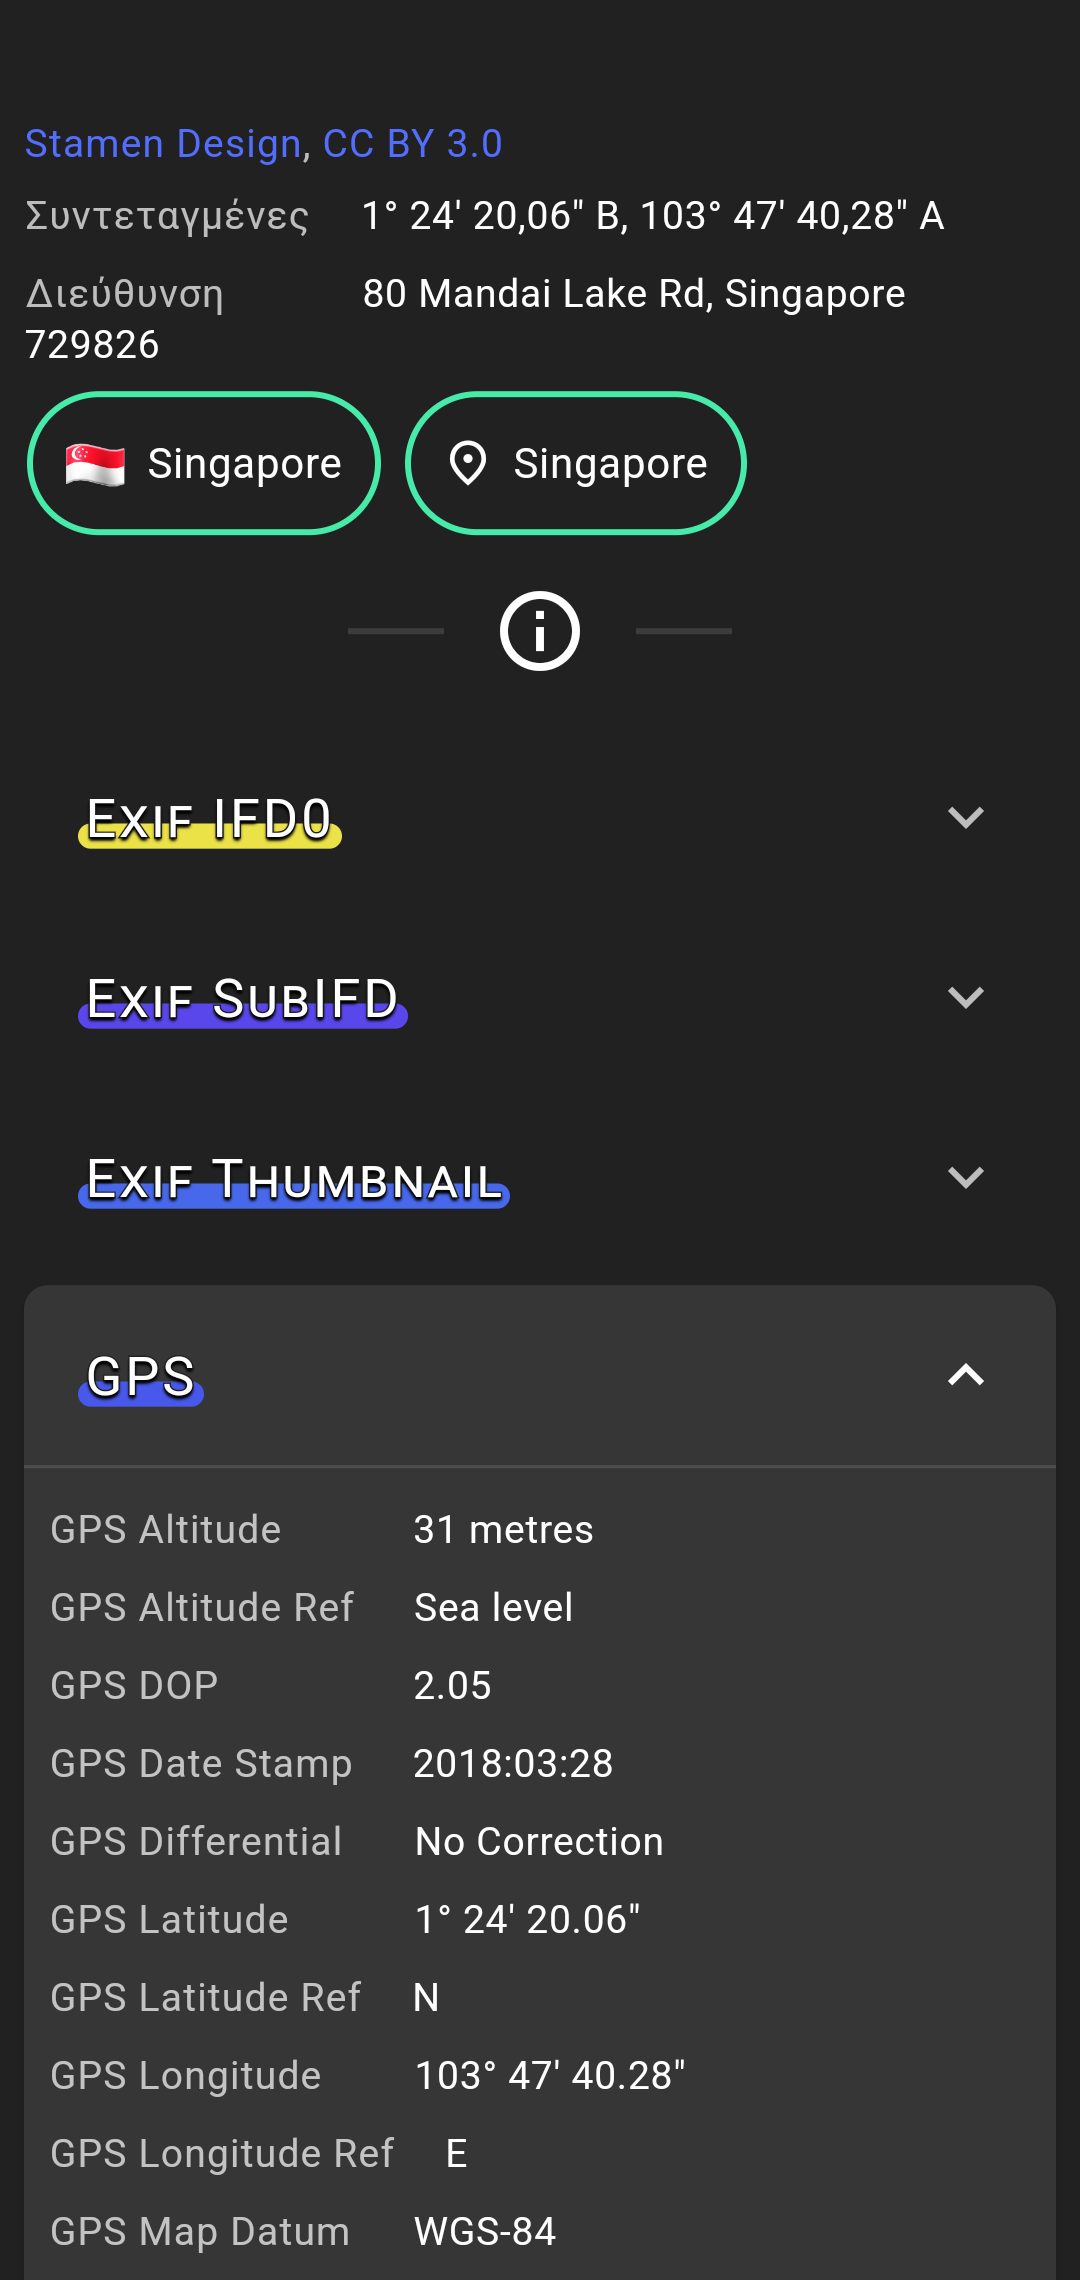 Stamen Design, CC BY 3.0
Συντεταγμένες 1° 24' 20,06" Β, 103° 47' 40,28" Α
Διεύθυνση 80 Mandai Lake Rd, Singapore
729826
Singapore Singapore
Exif IFD0
Exif SubIFD
Exif Thumbnail
GPS
GPS Altitude 31 metres
GPS Altitude Ref Sea level
GPS DOP 2.05
GPS Date Stamp 2018:03:28
GPS Differential No Correction
GPS Latitude 1° 24' 20.06"
GPS Latitude Ref N
GPS Longitude 103° 47' 40.28"
GPS Longitude Ref E
GPS Map Datum WGS-84